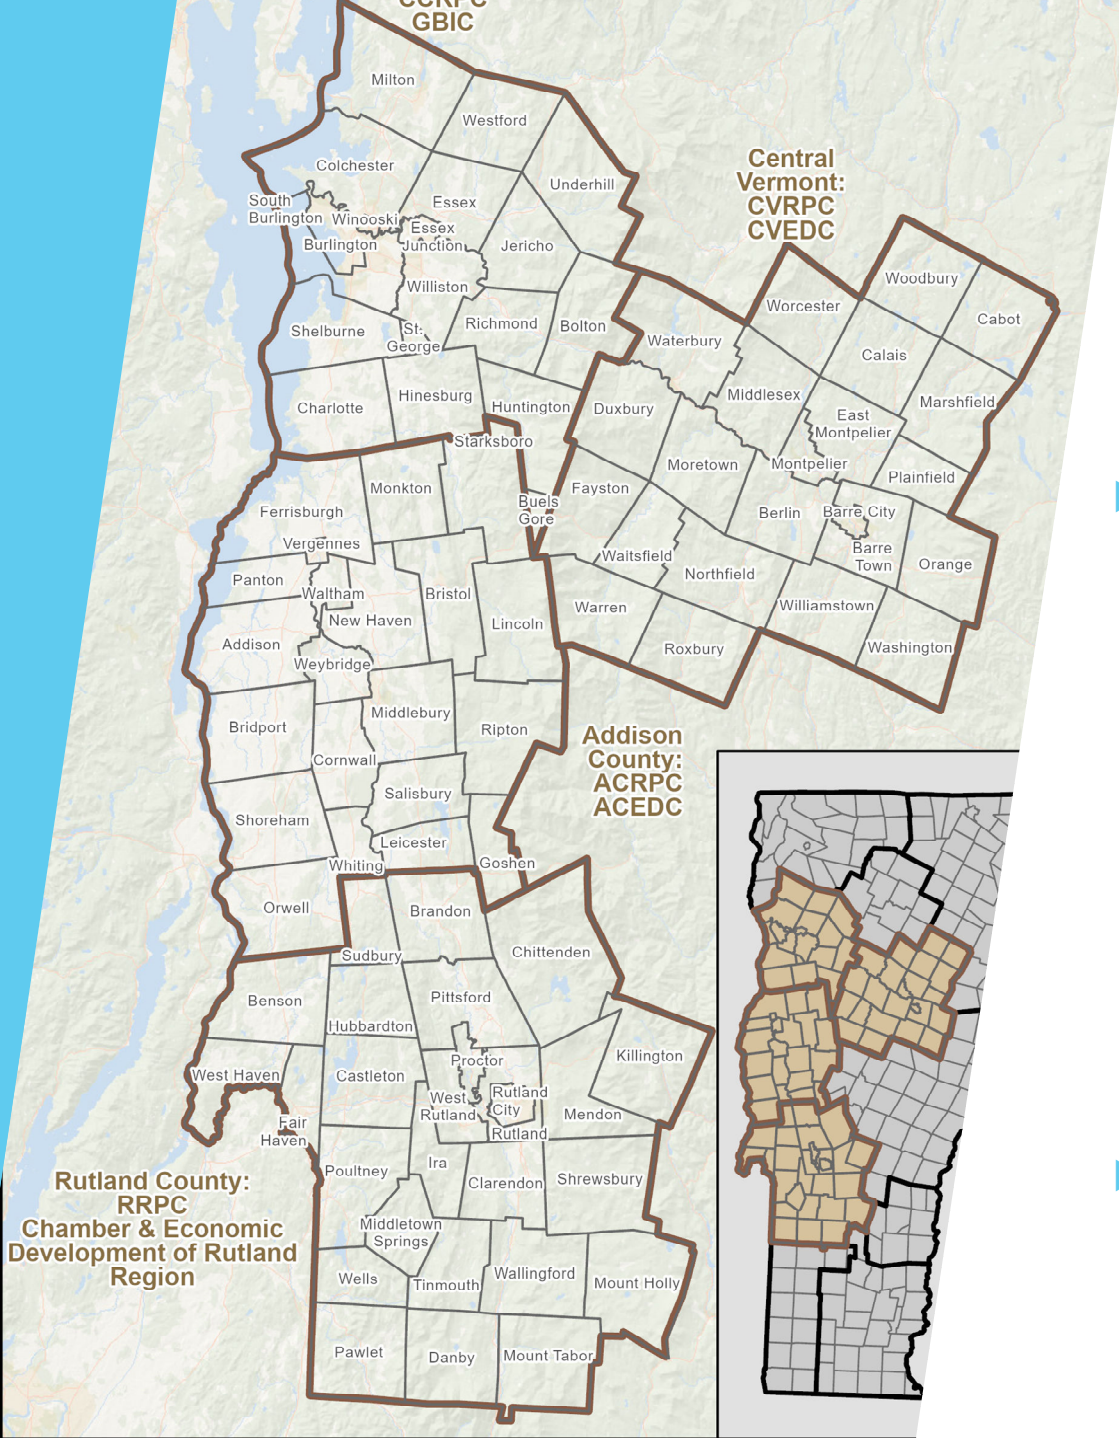 CCRPC
GBIC
Milton
Westford
Colchester
Underhill
Central
Vermont:
CVRPC
CVEDC
South
Burlington
Winooski
Essex
Essex
Junction
Burlington
Jericho
Williston
Woodbury
Worcester
Cabot
Shelburne
St.
George
Richmond
Bolton
Waterbury
Calais
Charlotte
Hinesburg
Huntington
Duxbury
Middlesex
Marshfield
East
Montpelier
Starksboro
Moretown
Montpelier
Plainfield
Monkton
Fayston
Buels
Gore
Ferrisburgh
Berlin
Barre City
Vergennes
Waitsfield
Barre
Town
Orange
Panton
Waltham
Bristol
Northfield
New Haven
Lincoln
Warren
Williamstown
Addison
Weybridge
Roxbury
Washington
Bridport
Middlebury
Ripton
Addison
County:
ACRPC
ACEDC
Cornwall
Salisbury
Shoreham
Leicester
Whiting
Goshen
Orwell
Brandon
Sudbury
Chittenden
Benson
Pittsford
Hubbardton
Killington
West Haven
Castleton
Proctor
West
Rutland
Rutland
City
Mendon
Fair
Haven
Rutland
Poultney
Ira
Clarendon
Shrewsbury
Rutland County:
RRPC
Chamber & Economic
Development of Rutland
Region
Middletown
Springs
Wells
Tinmouth
Wallingford
Mount Holly
Pawlet
Danby
Mount Tabor